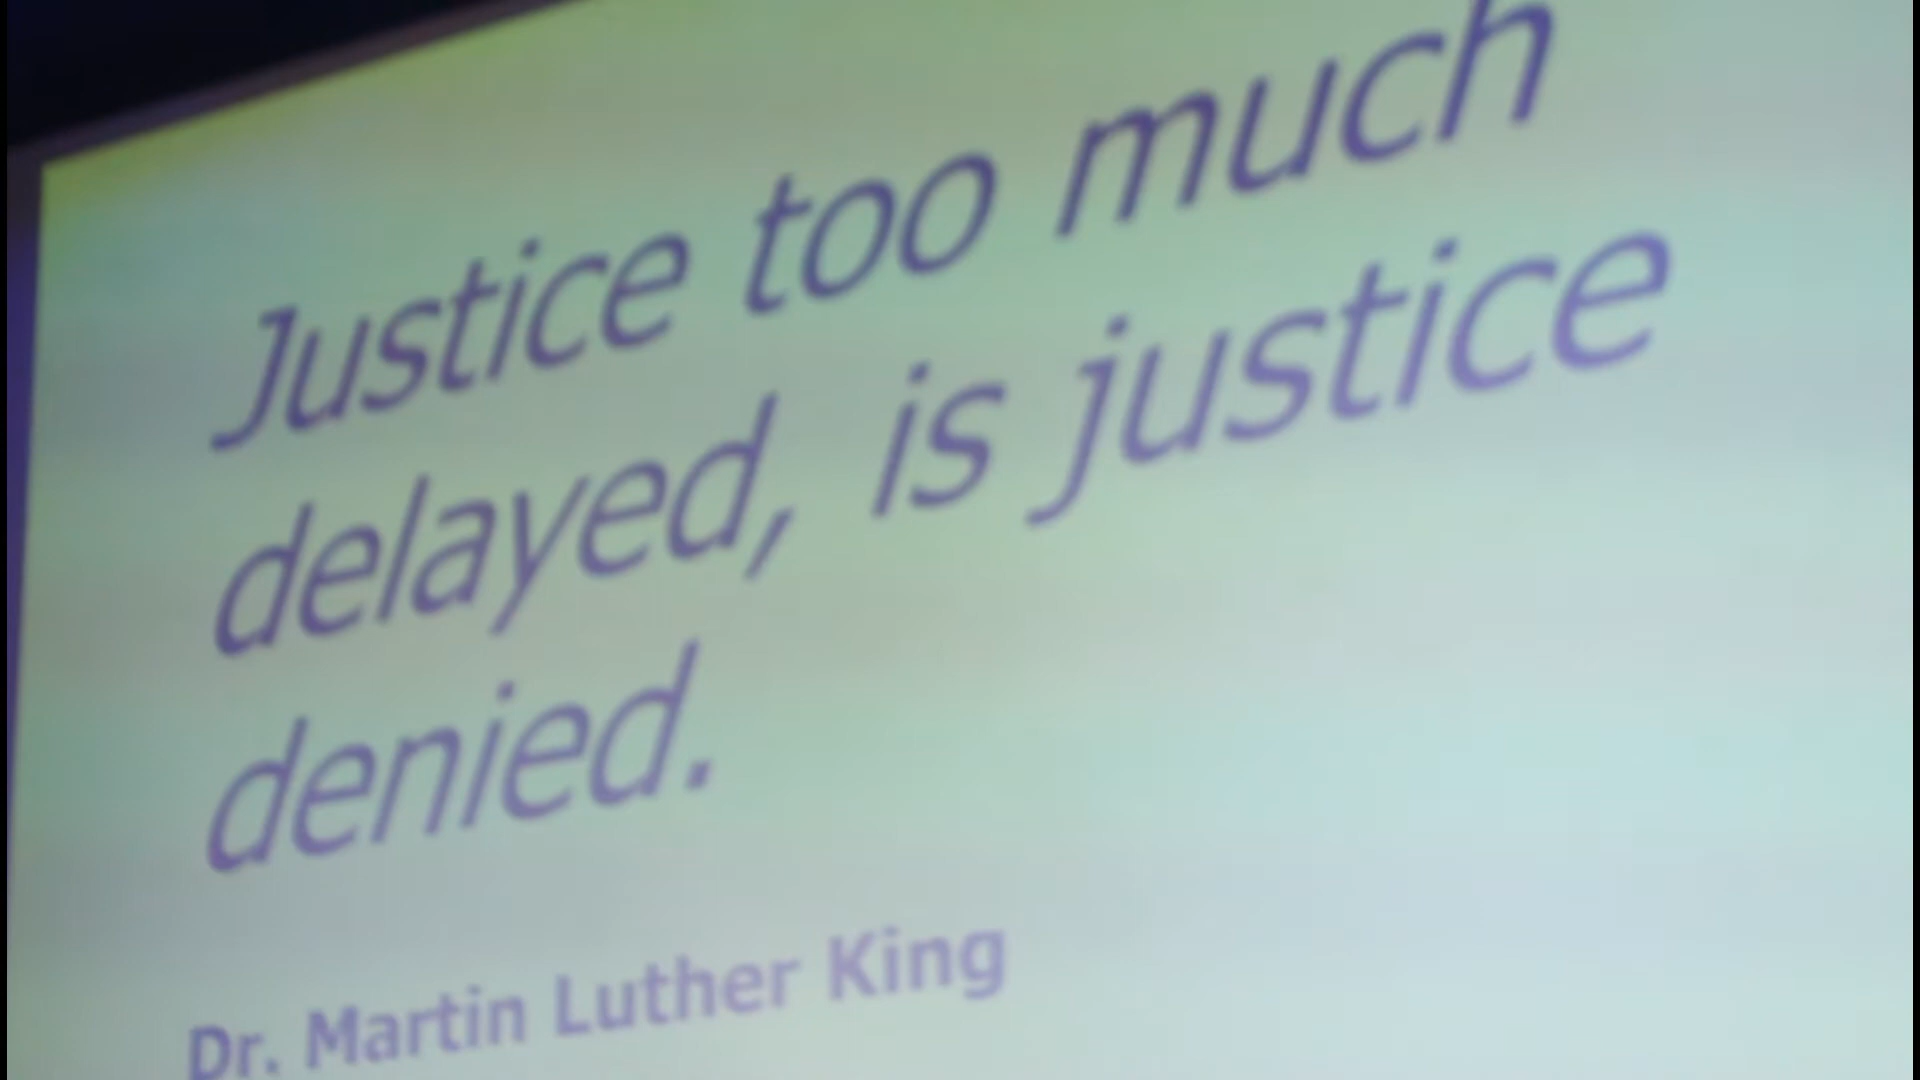 Justice too much
delayed, is justice
denied.
Dr. Martin Luther King